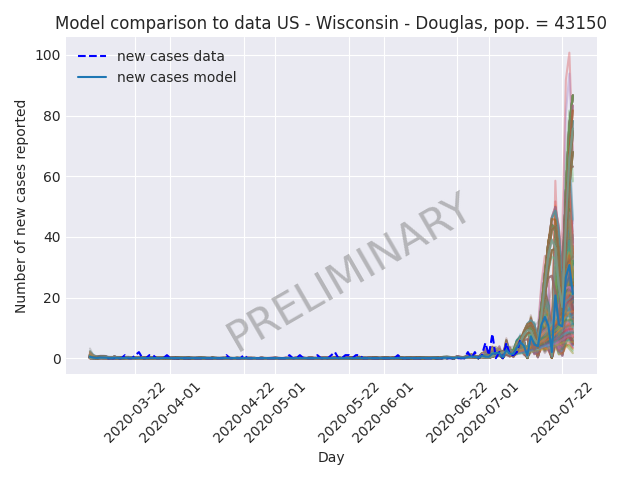 Model comparison to data US - Wisconsin - Douglas, pop. = 43150
new cases data
new cases model
100
80
60
40
20
0
Number of new cases reported
PRELIMINARY
2020-03-22
2020-04-01
2020-04-22
2020-05-01
2020-05-22
2020-06-01
2020-06-22
2020-07-01
2020-07-22
Day